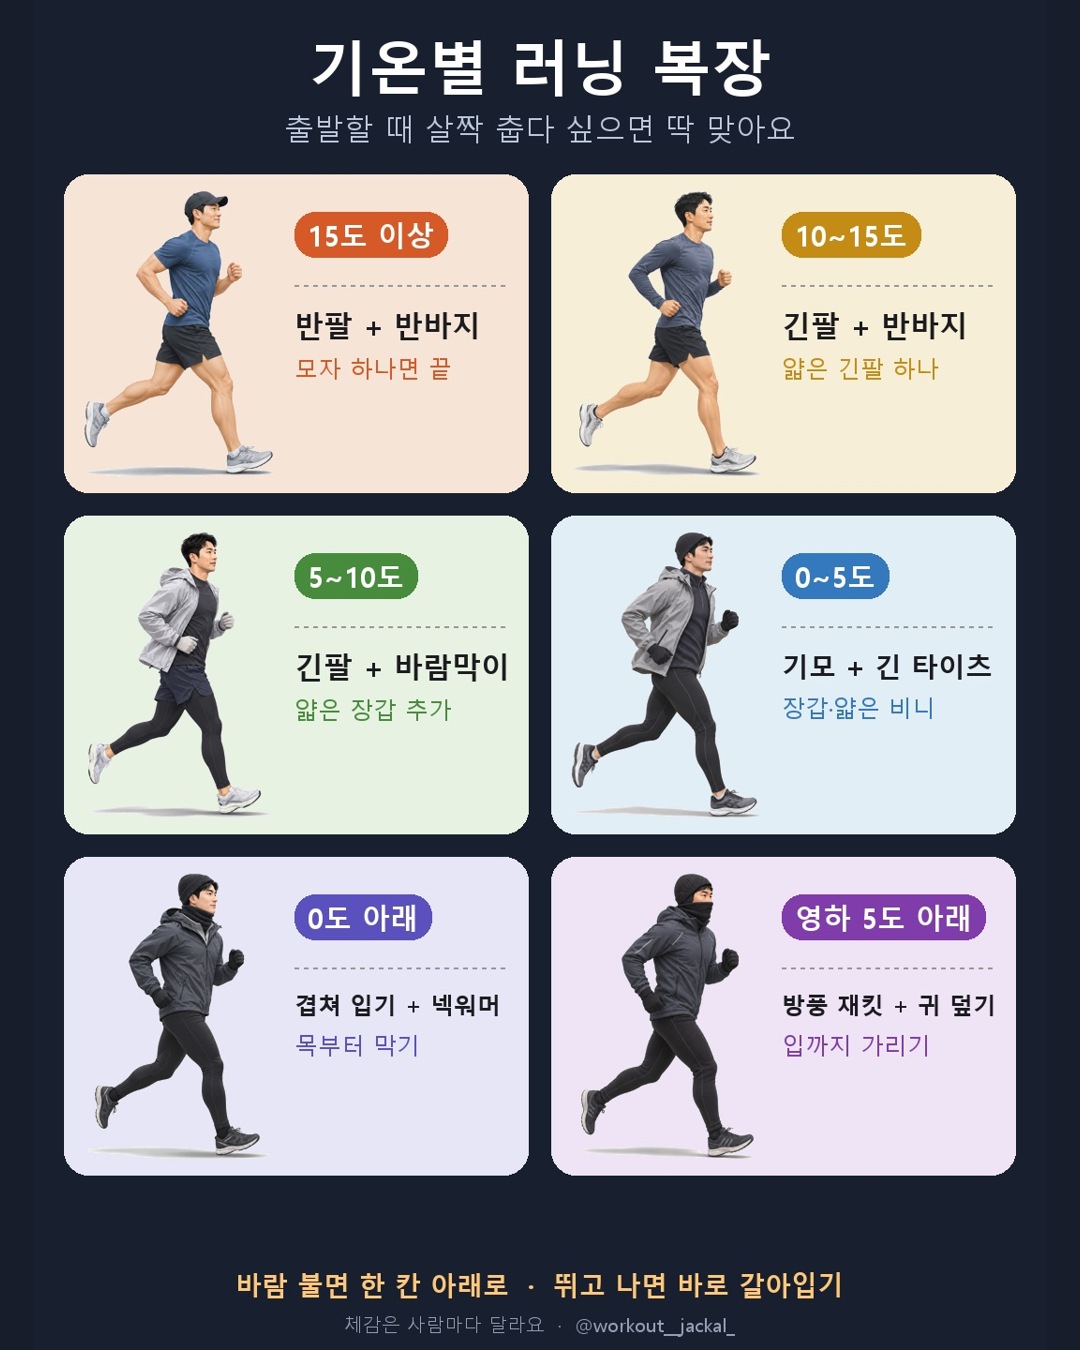 기온별 러닝 복장
출발할 때 살짝 춥다 싶으면 딱 맞아요
15도 이상
반팔 + 반바지
모자 하나면 끝
10~15도
긴팔 + 반바지
얇은 긴팔 하나
5~10도
긴팔 + 바람막이
얇은 장갑 추가
0~5도
기모 + 긴 타이츠
장갑·얇은 비니
0도 아래
겹쳐 입기 + 넥워머
목부터 막기
영하 5도 아래
방풍 재킷 + 귀 덮기
입까지 가리기
바람 불면 한 칸 아래로 · 뛰고 나면 바로 갈아입기
체감은 사람마다 달라요 · @workout__jackal_